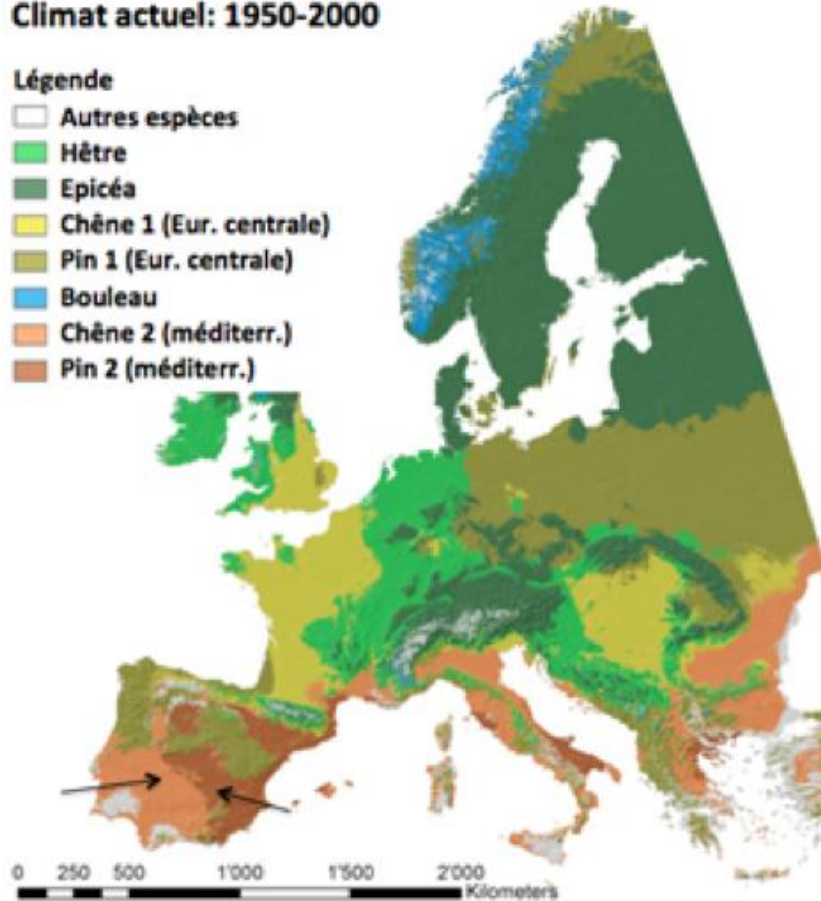 Climat actuel: 1950-2000
Légende
Autres espèces
Hêtre
Epicéa
Chêne 1 (Eur. centrale)
Pin 1 (Eur. centrale)
Bouleau
Chêne 2 (méditerr.)
Pin 2 (méditerr.)
0 250 500 1'000 1'500 2'000
Kilometers